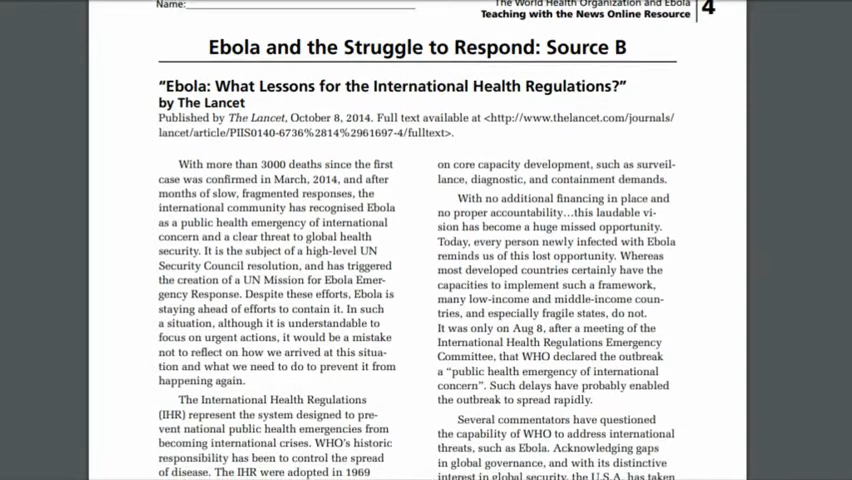 Name:
The World Health Organization and Ebola
Teaching with the News Online Resource
4
Ebola and the Struggle to Respond: Source B
“Ebola: What Lessons for the International Health Regulations?”
by The Lancet
Published by The Lancet, October 8, 2014. Full text available at <http://www.thelancet.com/journals/
lancet/article/PIIS0140-6736%2814%2961697-4/fulltext>.
With more than 3000 deaths since the first
case was confirmed in March, 2014, and after
months of slow, fragmented responses, the
international community has recognised Ebola
as a public health emergency of international
concern and a clear threat to global health
security. It is the subject of a high-level UN
Security Council resolution, and has triggered
the creation of a UN Mission for Ebola Emer-
gency Response. Despite these efforts, Ebola is
staying ahead of efforts to contain it. In such
a situation, although it is understandable to
focus on urgent actions, it would be a mistake
not to reflect on how we arrived at this situa-
tion and what we need to do to prevent it from
happening again.
The International Health Regulations
(IHR) represent the system designed to pre-
vent national public health emergencies from
becoming international crises. WHO’s historic
responsibility has been to control the spread
of disease. The IHR were adopted in 1969
on core capacity development, such as surveil-
lance, diagnostic, and containment demands.
With no additional financing in place and
no proper accountability…this laudable vi-
sion has become a huge missed opportunity.
Today, every person newly infected with Ebola
reminds us of this lost opportunity. Whereas
most developed countries certainly have the
capacities to implement such a framework,
many low-income and middle-income coun-
tries, and especially fragile states, do not.
It was only on Aug 8, after a meeting of the
International Health Regulations Emergency
Committee, that WHO declared the outbreak
a “public health emergency of international
concern”. Such delays have probably enabled
the outbreak to spread rapidly.
Several commentators have questioned
the capability of WHO to address international
threats, such as Ebola. Acknowledging gaps
in global governance, and with its distinctive
interest in global security, the U.S.A. has taken